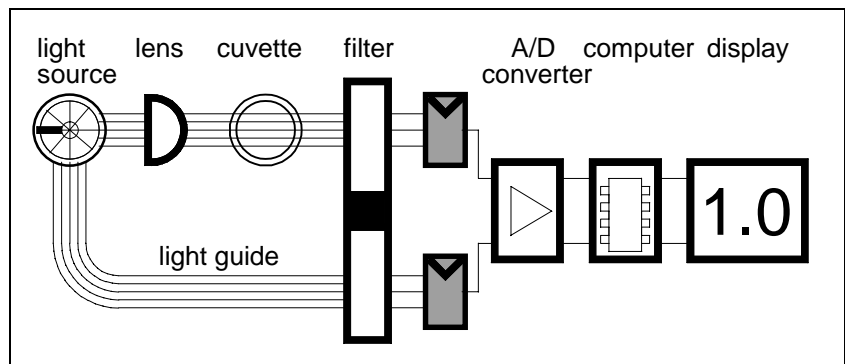 light source
lens
cuvette
filter
A/D converter
computer
display
light guide
1.0